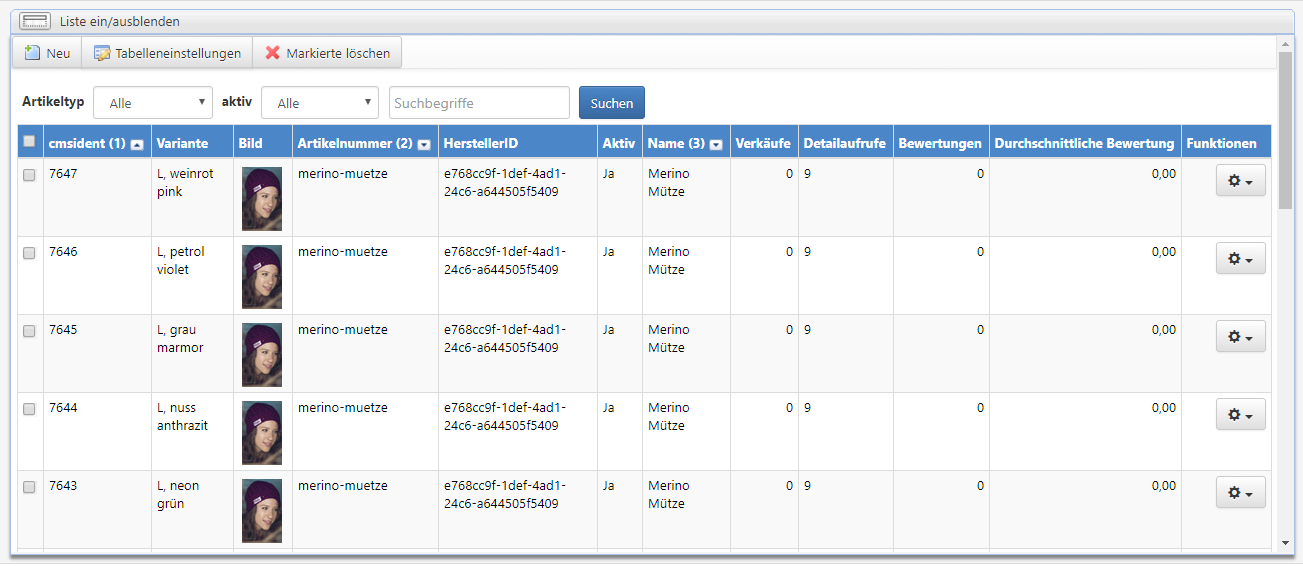 Liste ein/ausblenden
Neu Tabelleneinstellungen Markierte löschen
Artikeltyp Alle aktiv Alle Suchbegriffe Suchen
cmsident (1) Variante Bild Artikelnummer (2) HerstellerID Aktiv Name (3) Verkäufe Detailaufrufe Bewertungen Durchschnittliche Bewertung Funktionen
7647 L, weinrot merino-muetze e768cc9f-1def-4ad1- Ja Merino 0 9 0 0,00
pink 24c6-a644505f5409 Mütze
7646 L, petrol merino-muetze e768cc9f-1def-4ad1- Ja Merino 0 9 0 0,00
violet 24c6-a644505f5409 Mütze
7645 L, grau merino-muetze e768cc9f-1def-4ad1- Ja Merino 0 9 0 0,00
marmor 24c6-a644505f5409 Mütze
7644 L, nuss merino-muetze e768cc9f-1def-4ad1- Ja Merino 0 9 0 0,00
anthrazit 24c6-a644505f5409 Mütze
7643 L, neon merino-muetze e768cc9f-1def-4ad1- Ja Merino 0 9 0 0,00
grün 24c6-a644505f5409 Mütze